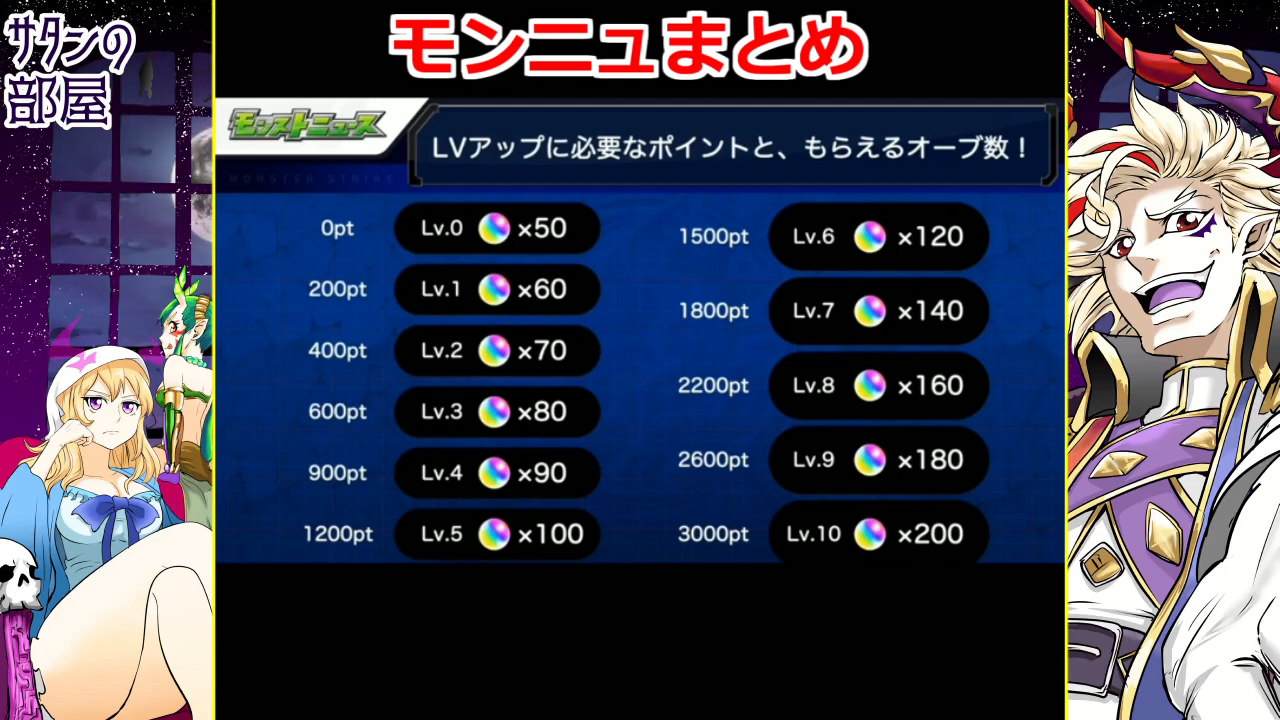 サタンの
部屋
モンニュまとめ
モンストニュース
MONSTER STRIKE
LVアップに必要なポイントと、もらえるオーブ数！
0pt Lv.0 ×50
200pt Lv.1 ×60
400pt Lv.2 ×70
600pt Lv.3 ×80
900pt Lv.4 ×90
1200pt Lv.5 ×100
1500pt Lv.6 ×120
1800pt Lv.7 ×140
2200pt Lv.8 ×160
2600pt Lv.9 ×180
3000pt Lv.10 ×200